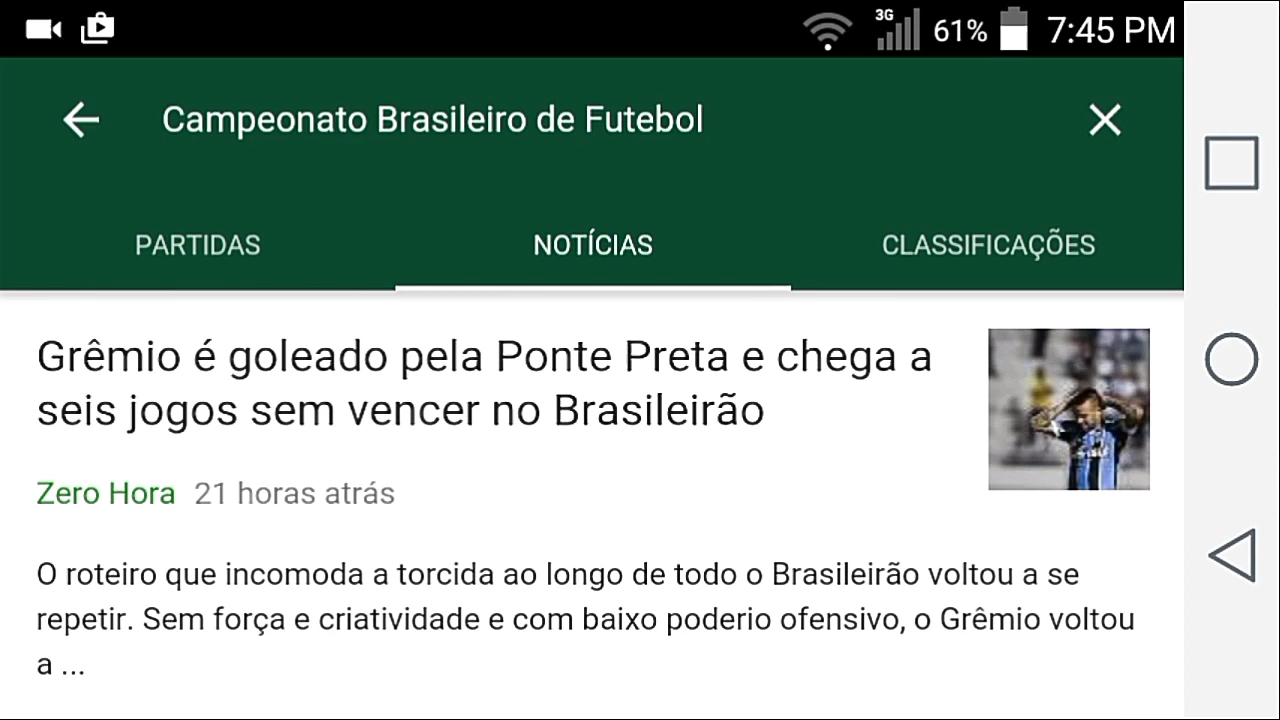 3G 61% 7:45 PM
Campeonato Brasileiro de Futebol
PARTIDAS NOTÍCIAS CLASSIFICAÇÕES
Grêmio é goleado pela Ponte Preta e chega a
seis jogos sem vencer no Brasileirão
Zero Hora 21 horas atrás
O roteiro que incomoda a torcida ao longo de todo o Brasileirão voltou a se
repetir. Sem força e criatividade e com baixo poderio ofensivo, o Grêmio voltou
a ...